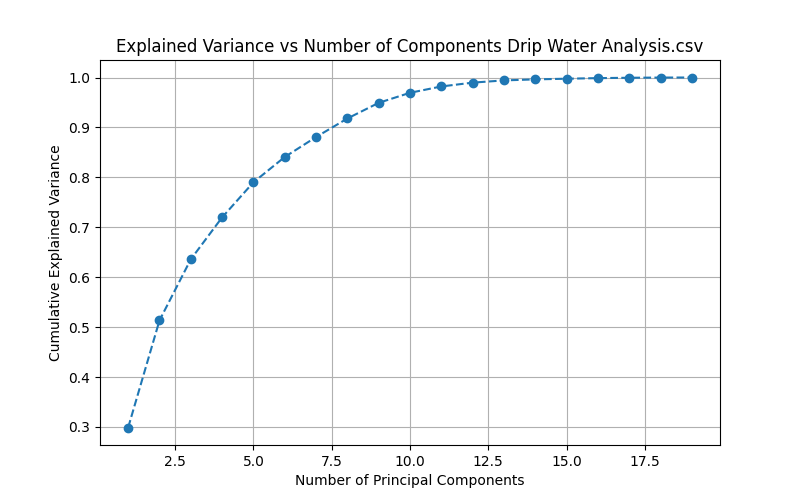 Explained Variance vs Number of Components Drip Water Analysis.csv
Cumulative Explained Variance
1.0
0.9
0.8
0.7
0.6
0.5
0.4
0.3
2.5 5.0 7.5 10.0 12.5 15.0 17.5
Number of Principal Components